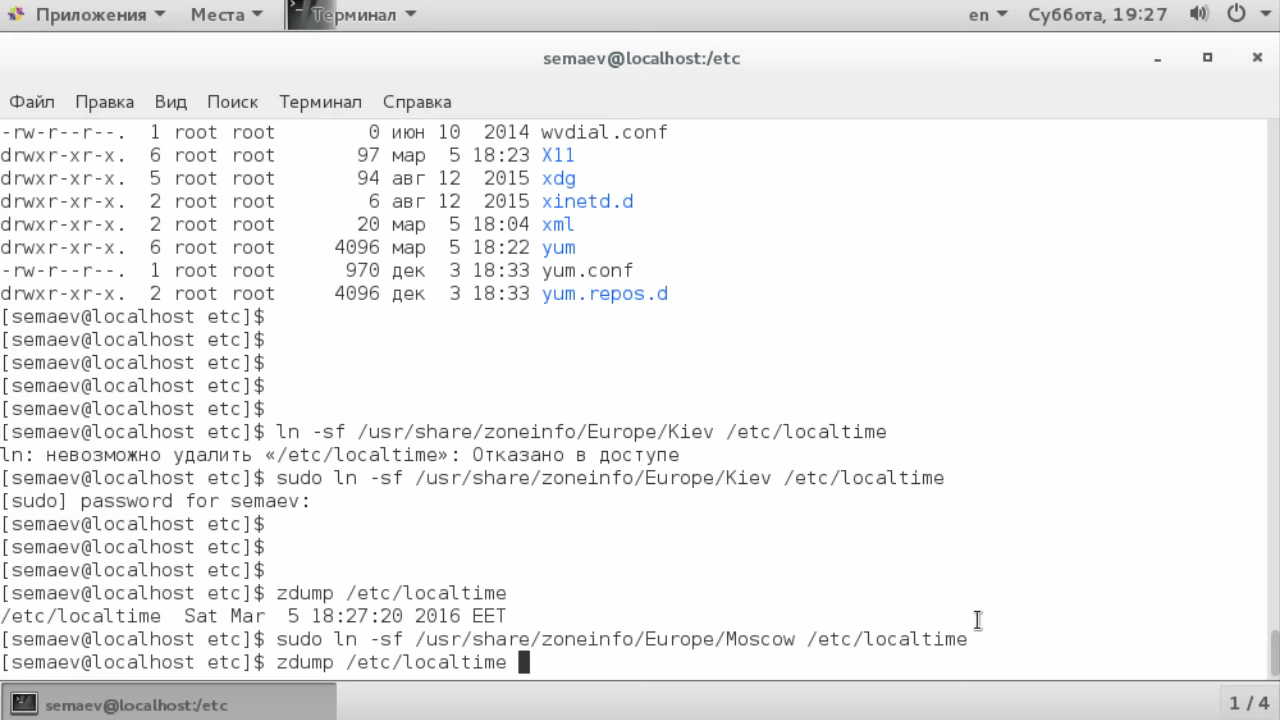 Приложения Места Терминал en Суббота, 19:27
semaev@localhost:/etc
Файл Правка Вид Поиск Терминал Справка
-rw-r--r--. 1 root root 0 июн 10 2014 wvdial.conf
drwxr-xr-x. 6 root root 97 мар 5 18:23 X11
drwxr-xr-x. 5 root root 94 авг 12 2015 xdg
drwxr-xr-x. 2 root root 6 авг 12 2015 xinetd.d
drwxr-xr-x. 2 root root 20 мар 5 18:04 xml
drwxr-xr-x. 6 root root 4096 мар 5 18:22 yum
-rw-r--r--. 1 root root 970 дек 3 18:33 yum.conf
drwxr-xr-x. 2 root root 4096 дек 3 18:33 yum.repos.d
[semaev@localhost etc]$
[semaev@localhost etc]$
[semaev@localhost etc]$
[semaev@localhost etc]$
[semaev@localhost etc]$
[semaev@localhost etc]$ ln -sf /usr/share/zoneinfo/Europe/Kiev /etc/localtime
ln: невозможно удалить «/etc/localtime»: Отказано в доступе
[semaev@localhost etc]$ sudo ln -sf /usr/share/zoneinfo/Europe/Kiev /etc/localtime
[sudo] password for semaev:
[semaev@localhost etc]$
[semaev@localhost etc]$
[semaev@localhost etc]$
[semaev@localhost etc]$ zdump /etc/localtime
/etc/localtime Sat Mar 5 18:27:20 2016 EET
[semaev@localhost etc]$ sudo ln -sf /usr/share/zoneinfo/Europe/Moscow /etc/localtime
[semaev@localhost etc]$ zdump /etc/localtime
semaev@localhost:/etc 1 / 4